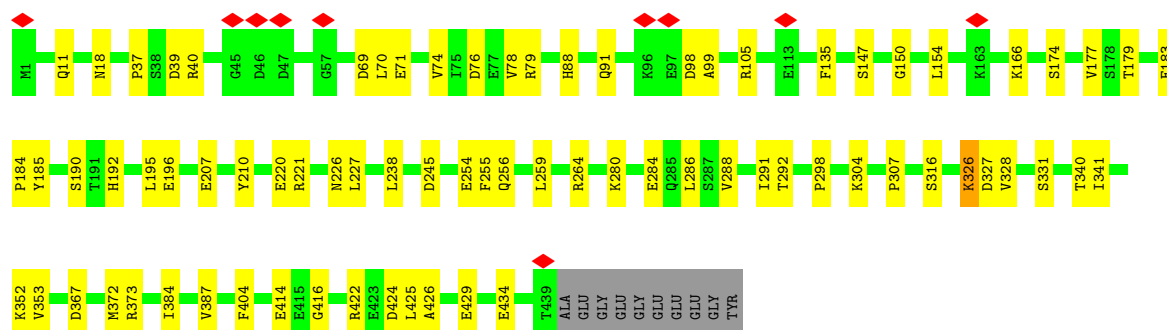 M1 Q11 N18 P37 S38 D39 R40 G45 D46 D47 G57 D69 L70 E71 V74 I75 D76 E77 V78 R79 H88 Q91 K96 E97 D98 A99 R105 E113 F135 S147 G150 L154 K163 K166 S174 V177 S178 T179
P184 Y185 S190 T191 H192 L195 E196 E207 Y210 E220 R221 N226 L227 L238 D245 E254 F255 Q256 L259 R264 K280 E284 Q285 L286 S287 V288 I291 T292 P298 K304 P307 S316 K326 D327 V328 S331 T340 I341
K352 V353 D367 M372 R373 I384 V387 F404 E414 E415 G416 R422 E423 D424 L425 A426 E429 E434 T439 ALA GLU GLY GLU GLY GLU GLU GLU GLY TYR